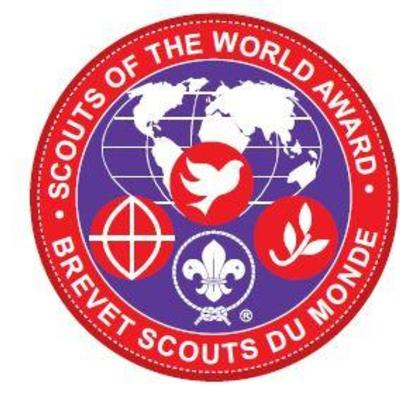 • SCOUTS OF THE WORLD AWARD •
BREVET SCOUTS DU MONDE
®